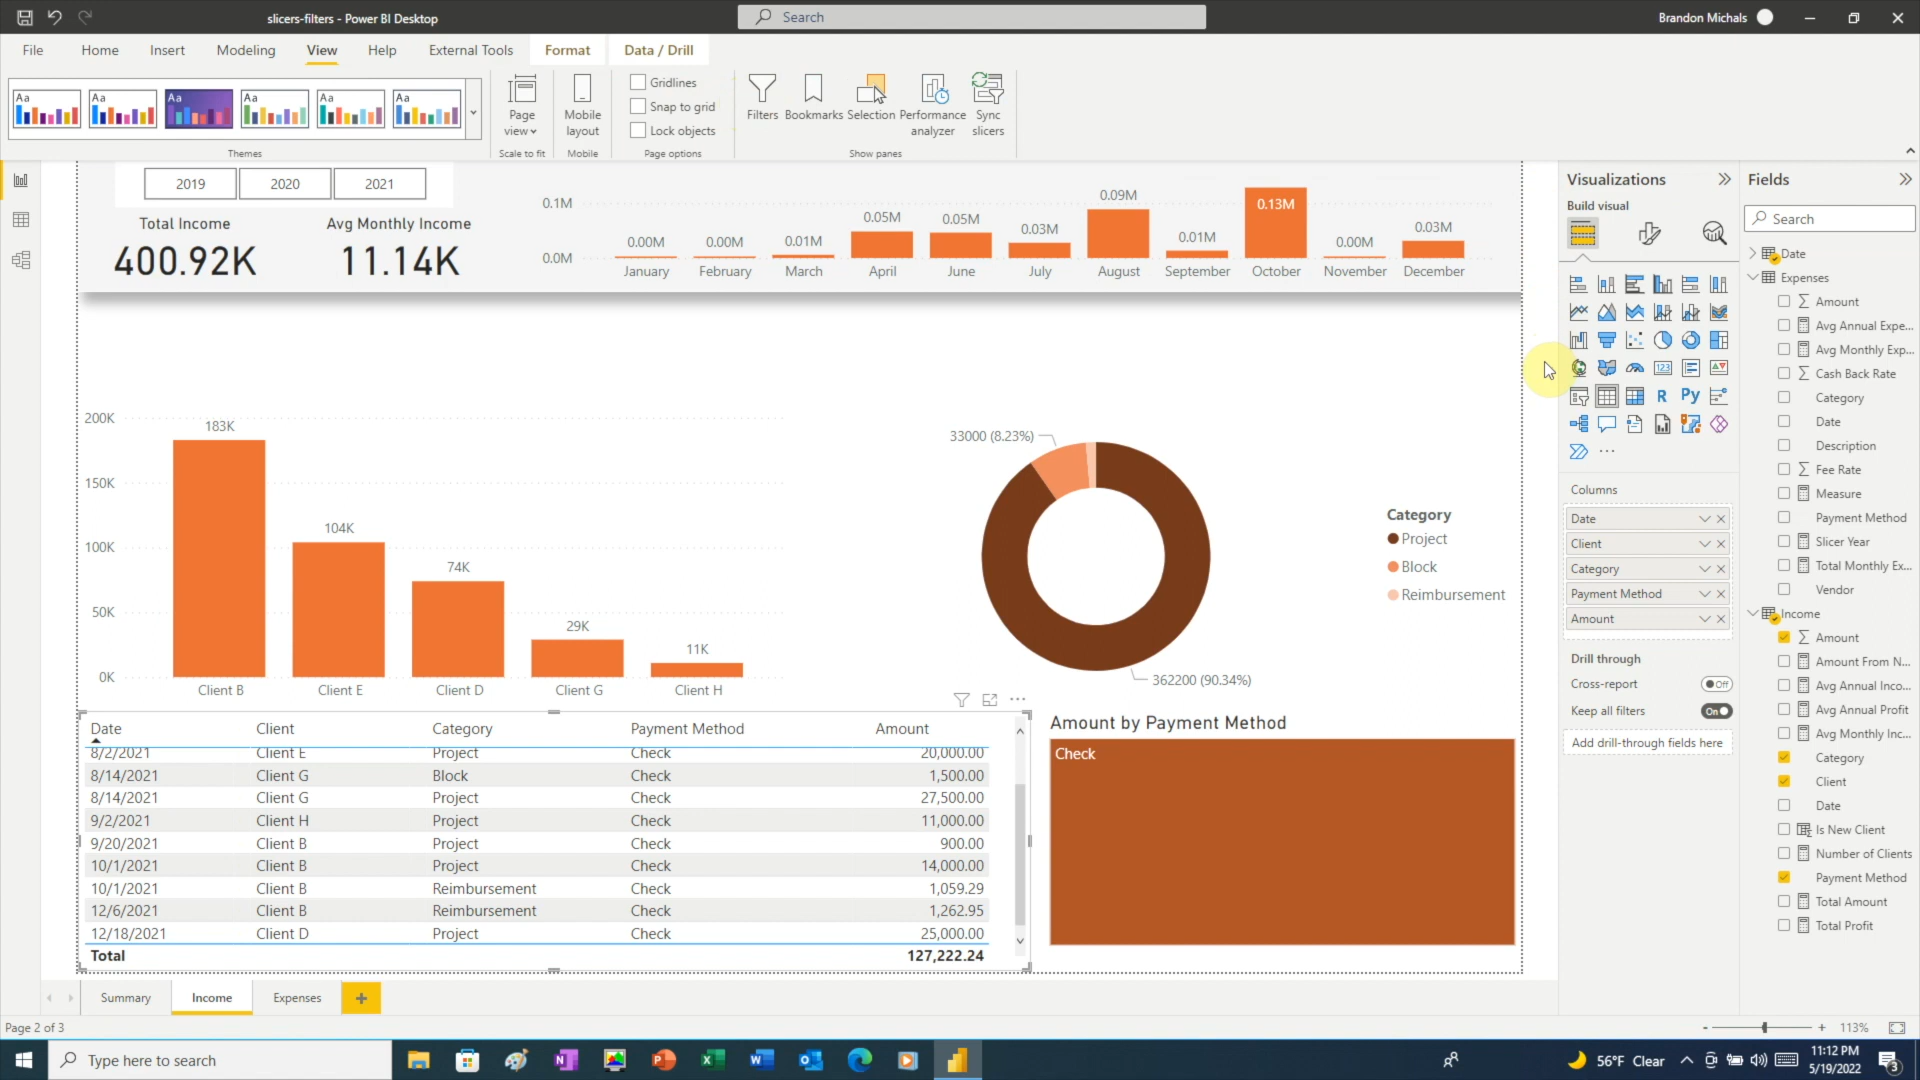 slicers-filters - Power BI Desktop
Search
Brandon Michals
File Home Insert Modeling View Help External Tools Format Data / Drill
Aa Aa Aa Aa Aa Aa
Themes
Page view
Scale to fit
Mobile layout
Mobile
Gridlines
Snap to grid
Lock objects
Page options
Filters
Bookmarks
Selection
Performance analyzer
Sync slicers
Show panes
2019 2020 2021
Total Income
400.92K
Avg Monthly Income
11.14K
0.1M
0.0M
0.00M 0.00M 0.01M 0.05M 0.05M 0.03M 0.09M 0.01M 0.13M 0.00M 0.03M
January February March April June July August September October November December
200K
150K
100K
50K
0K
183K 104K 74K 29K 11K
Client B Client E Client D Client G Client H
33000 (8.23%)
362200 (90.34%)
Category
Project
Block
Reimbursement
Date Client Category Payment Method Amount
8/2/2021 Client E Project Check 20,000.00
8/14/2021 Client G Block Check 1,500.00
8/14/2021 Client G Project Check 27,500.00
9/2/2021 Client H Project Check 11,000.00
9/20/2021 Client B Project Check 900.00
10/1/2021 Client B Project Check 14,000.00
10/1/2021 Client B Reimbursement Check 1,059.29
12/6/2021 Client B Reimbursement Check 1,262.95
12/18/2021 Client D Project Check 25,000.00
Total 127,222.24
Amount by Payment Method
Check
Visualizations
Build visual
123
R Py
Columns
Date
Client
Category
Payment Method
Amount
Drill through
Cross-report Off
Keep all filters On
Add drill-through fields here
Fields
Search
Date
Expenses
Amount
Avg Annual Expe...
Avg Monthly Exp...
Cash Back Rate
Category
Date
Description
Fee Rate
Measure
Payment Method
Slicer Year
Total Monthly Ex...
Vendor
Income
Amount
Amount From N...
Avg Annual Inco...
Avg Annual Profit
Avg Monthly Inc...
Category
Client
Date
Is New Client
Number of Clients
Payment Method
Total Amount
Total Profit
Summary Income Expenses +
Page 2 of 3
- + 113%
Type here to search
56°F Clear
11:12 PM
5/19/2022
3